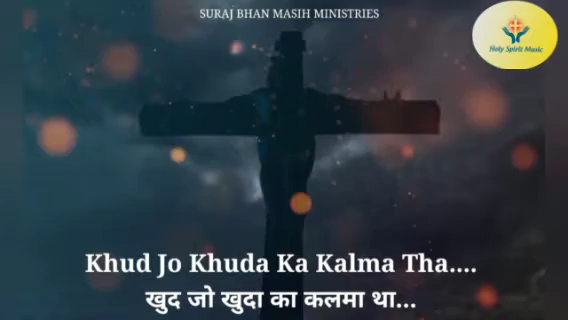 SURAJ BHAN MASIH MINISTRIES
Holy Spirit Music
Khud Jo Khuda Ka Kalma Tha....
खुद जो खुदा का कलमा था...